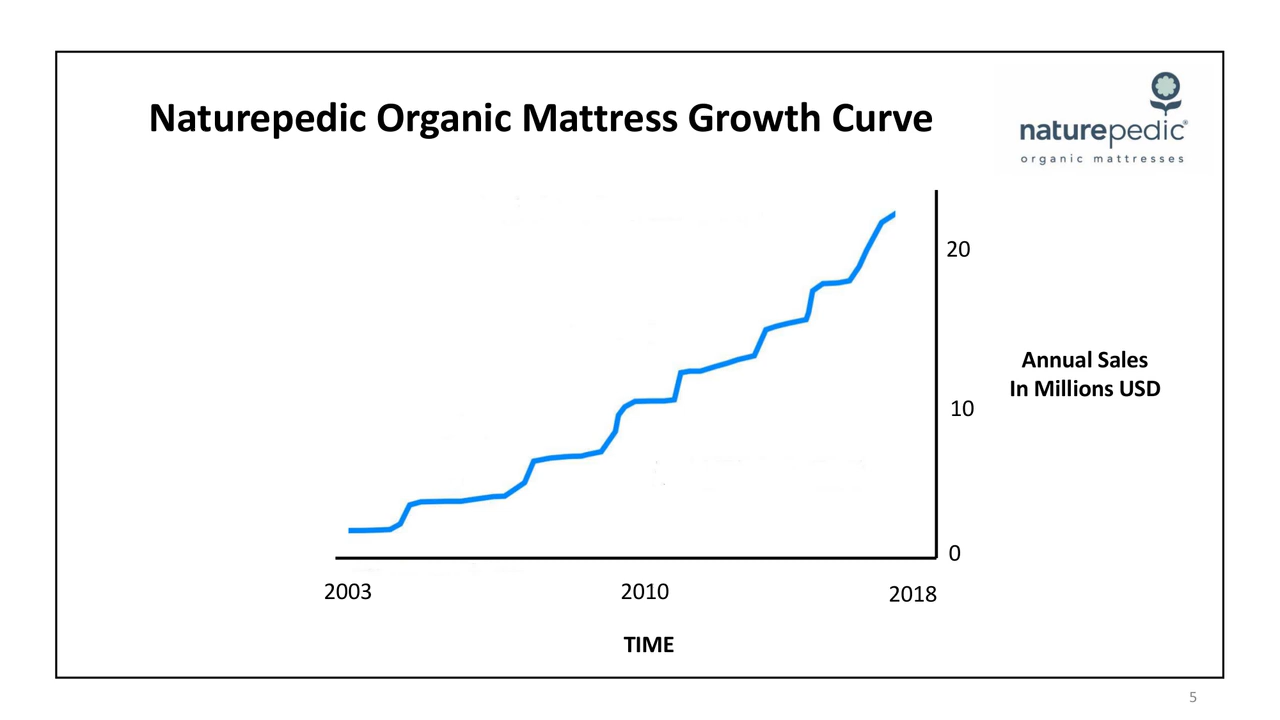 Naturepedic Organic Mattress Growth Curve
naturepedic®
organic mattresses
20
Annual Sales
In Millions USD
10
0
2003
2010
2018
TIME
5